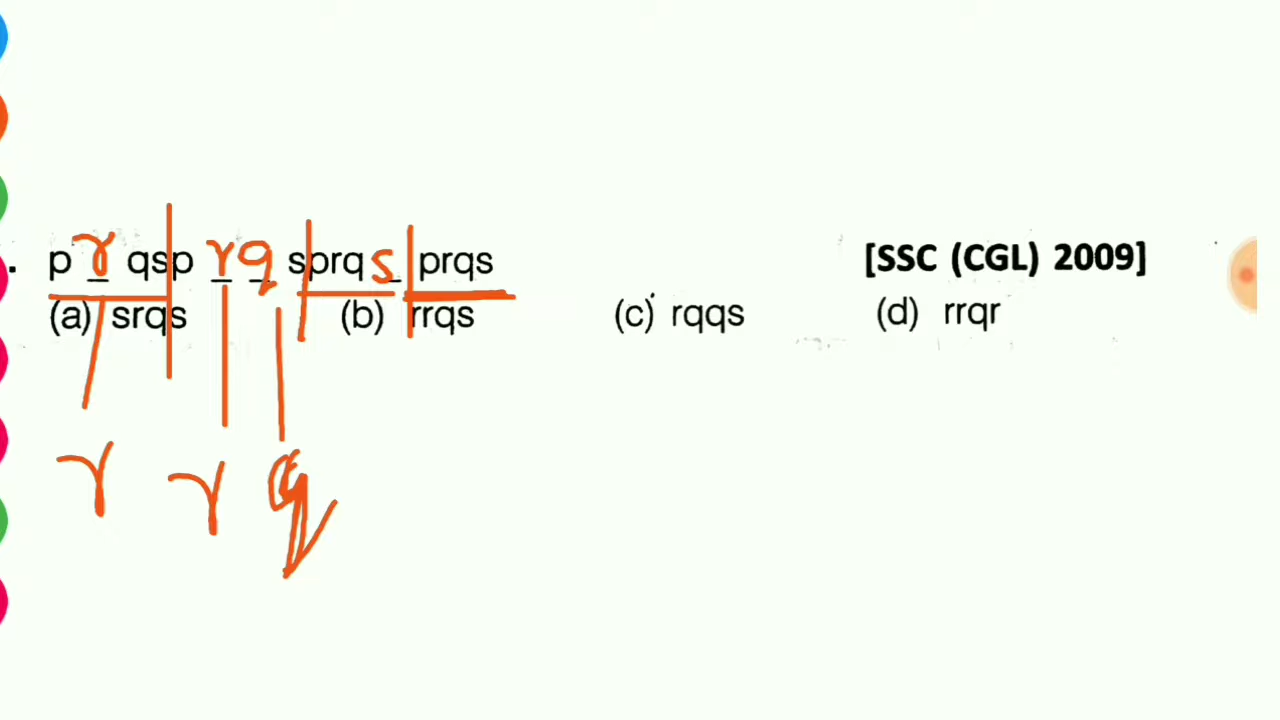 . p r qsp r q sprq s prqs [SSC (CGL) 2009]
(a) srqs (b) rrqs (c) rqqs (d) rrqr
r r q